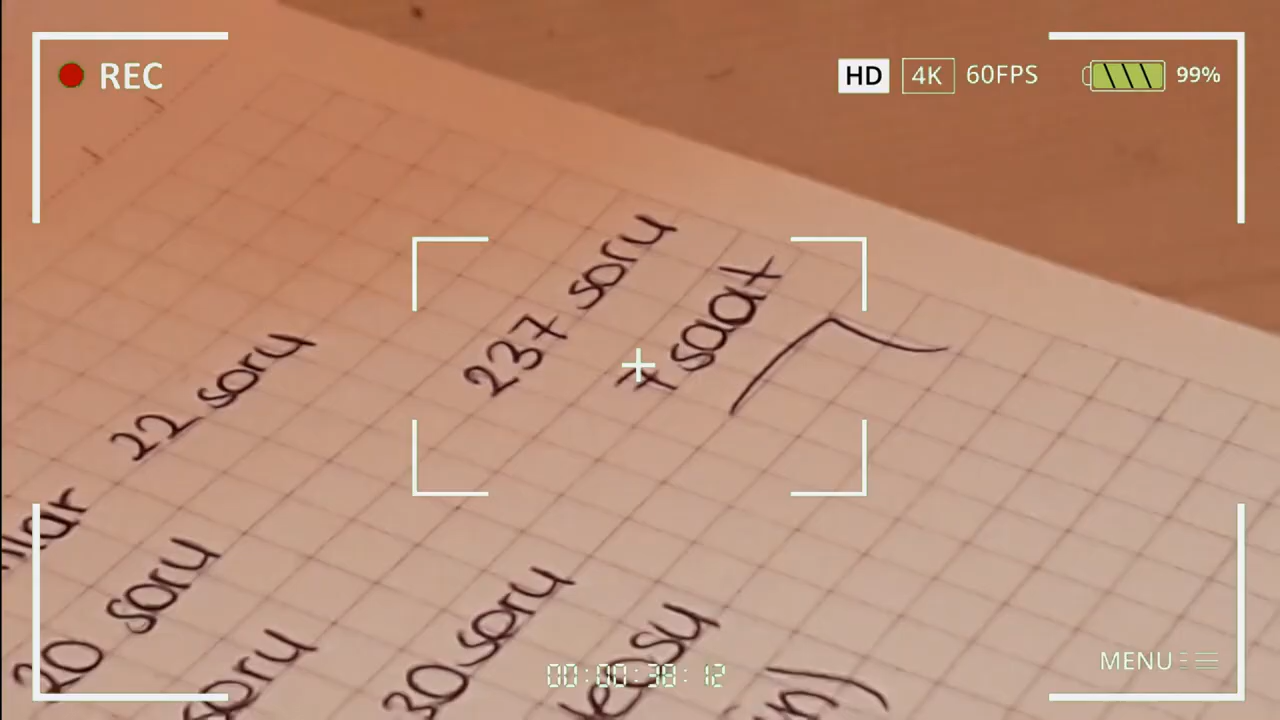 REC
HD 4K 60FPS 99%
237 soru
7 saat
22 soru
20 soru
soru
30 soru
00:00:38:12
MENU